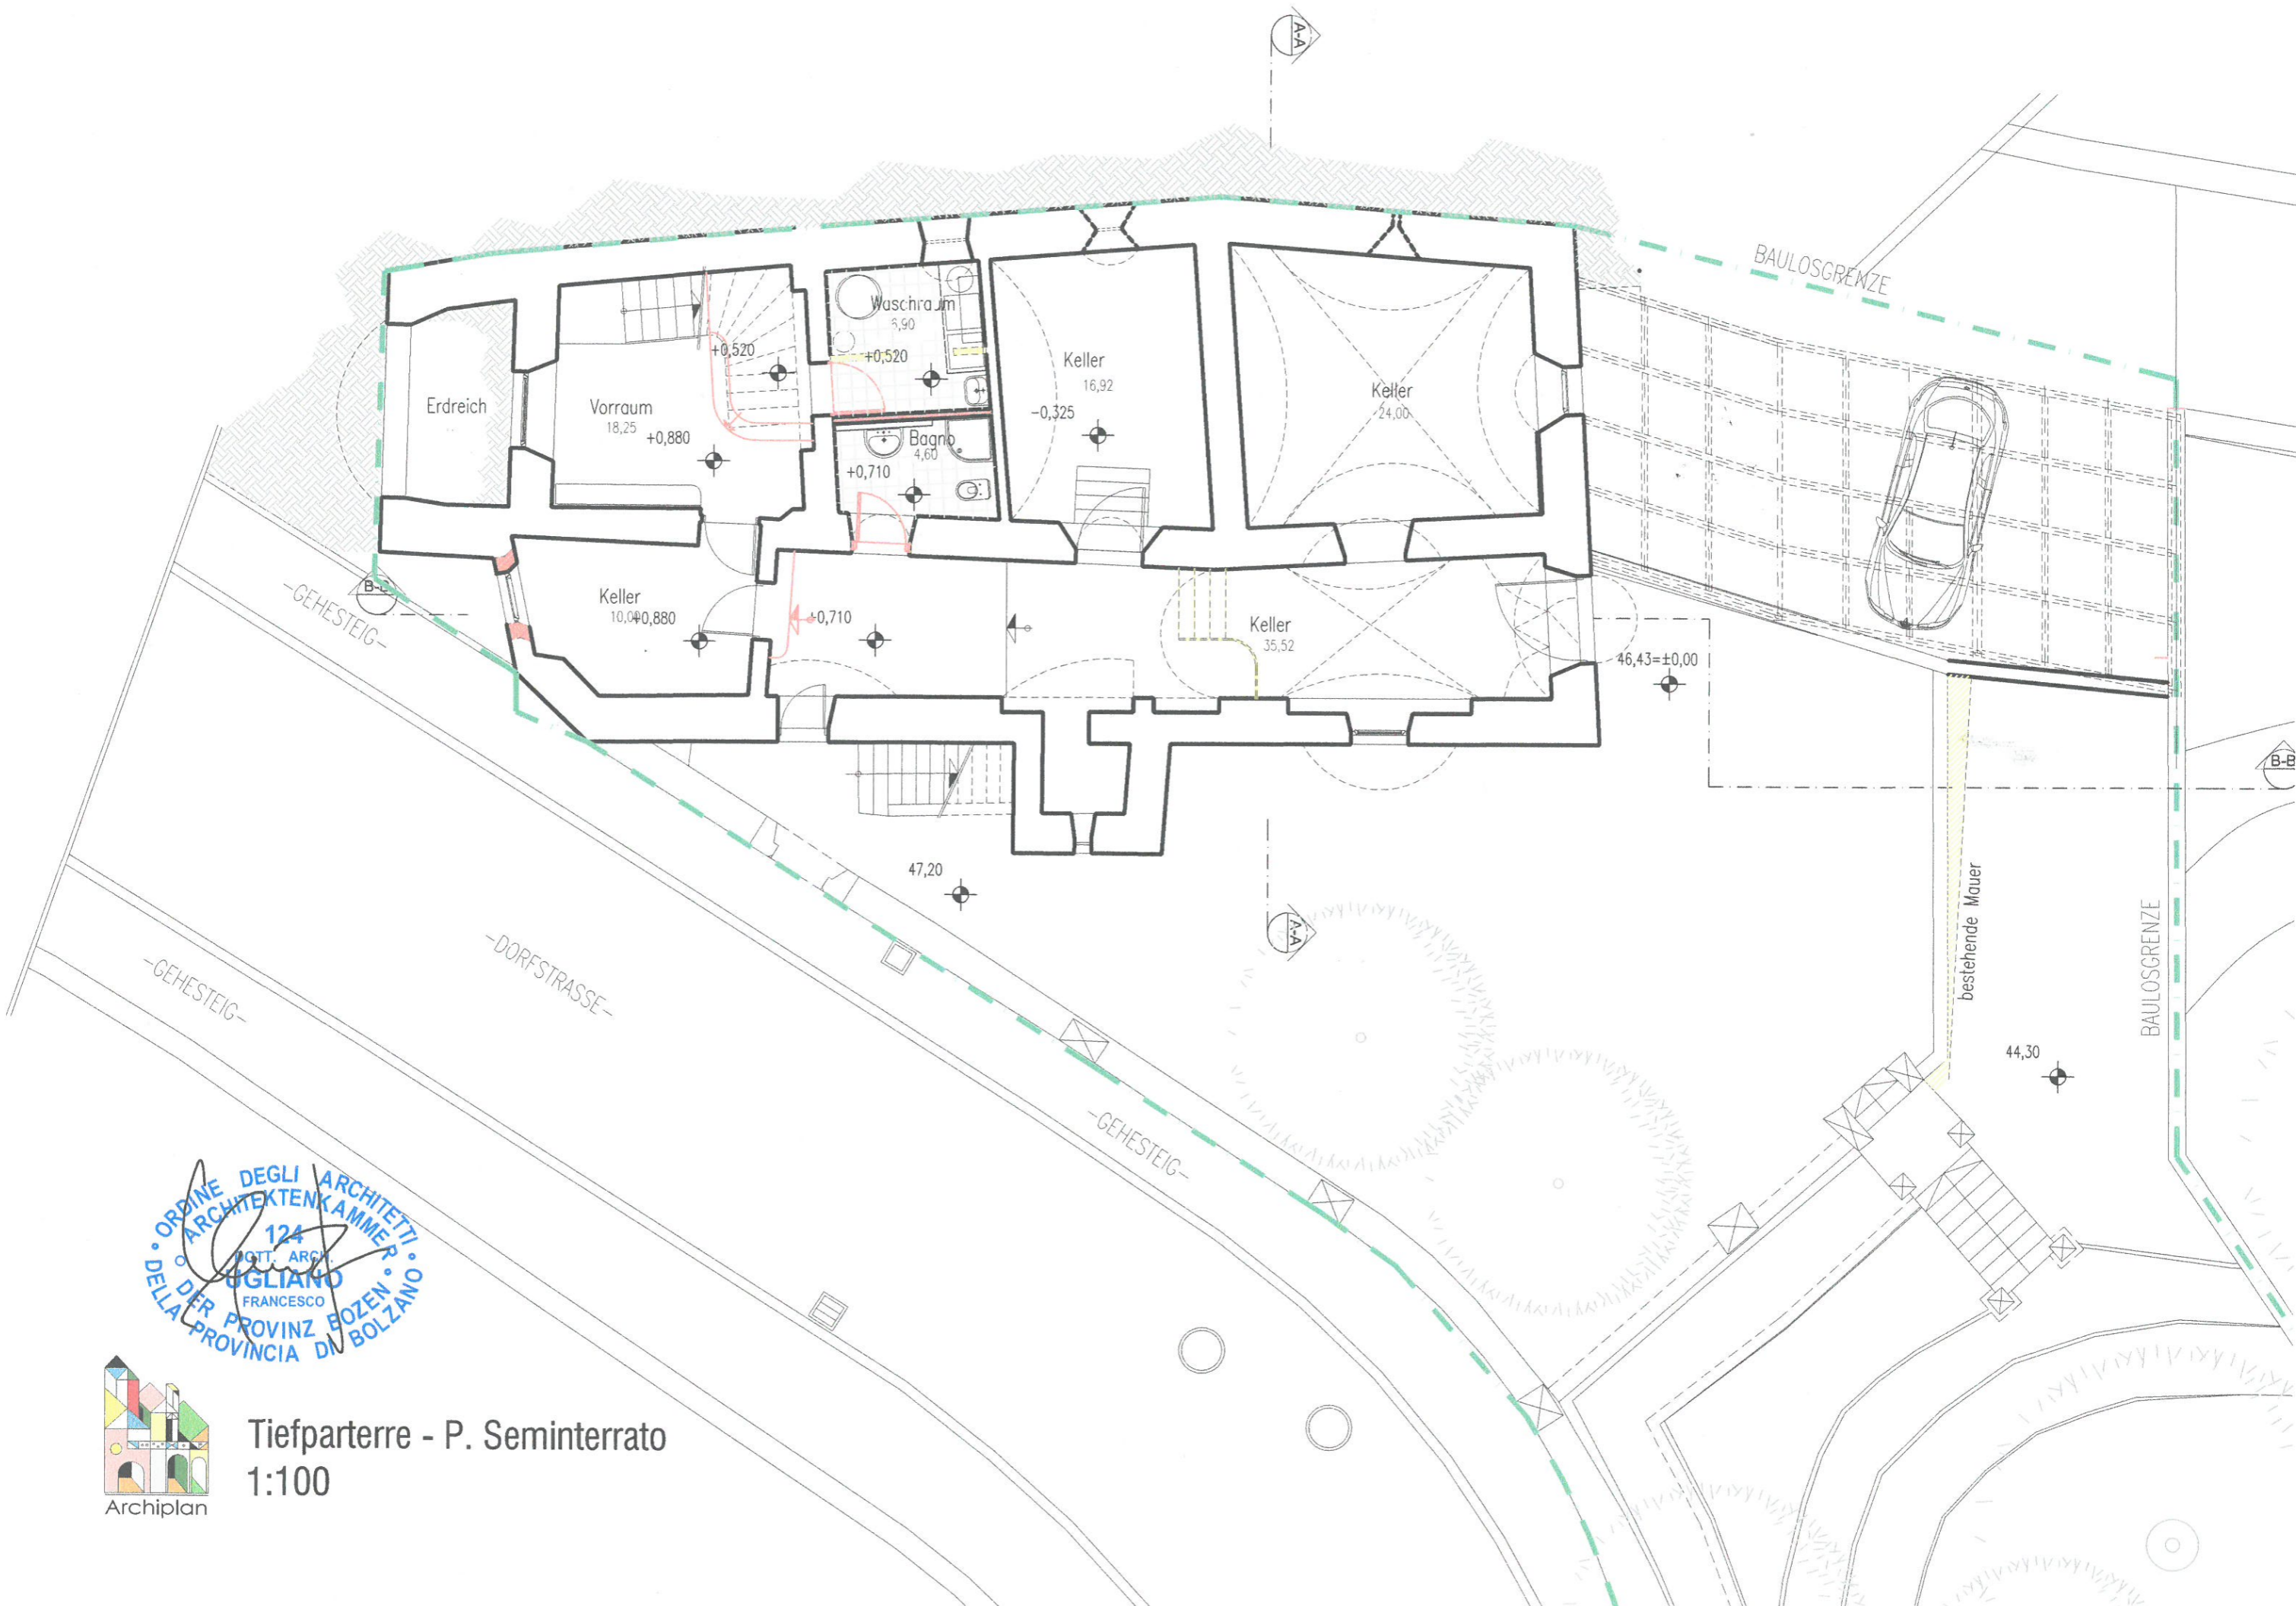 A-A
BAULOSGRENZE
Waschraum
+0,520
+0,520
Keller
16,92
-0,325
Keller
24,00
Erdreich
Vorraum
18,25
+0,880
Bagno
4,60
+0,710
-GEHESTEIG-
Keller
+0,880
+0,710
Keller
35,52
46,43=±0,00
B-B
47,20
A-A
bestehende Mauer
BAULOSGRENZE
-GEHESTEIG-
-DORFSTRASSE-
44,30
-GEHESTEIG-
ORDINE DEGLI ARCHITETTI
ARCHITEKTENKAMMER
124
DOTT. ARCH.
UGLIANO
FRANCESCO
DER PROVINZ BOZEN
DELLA PROVINCIA DI BOLZANO
Tiefparterre - P. Seminterrato
1:100
Archiplan